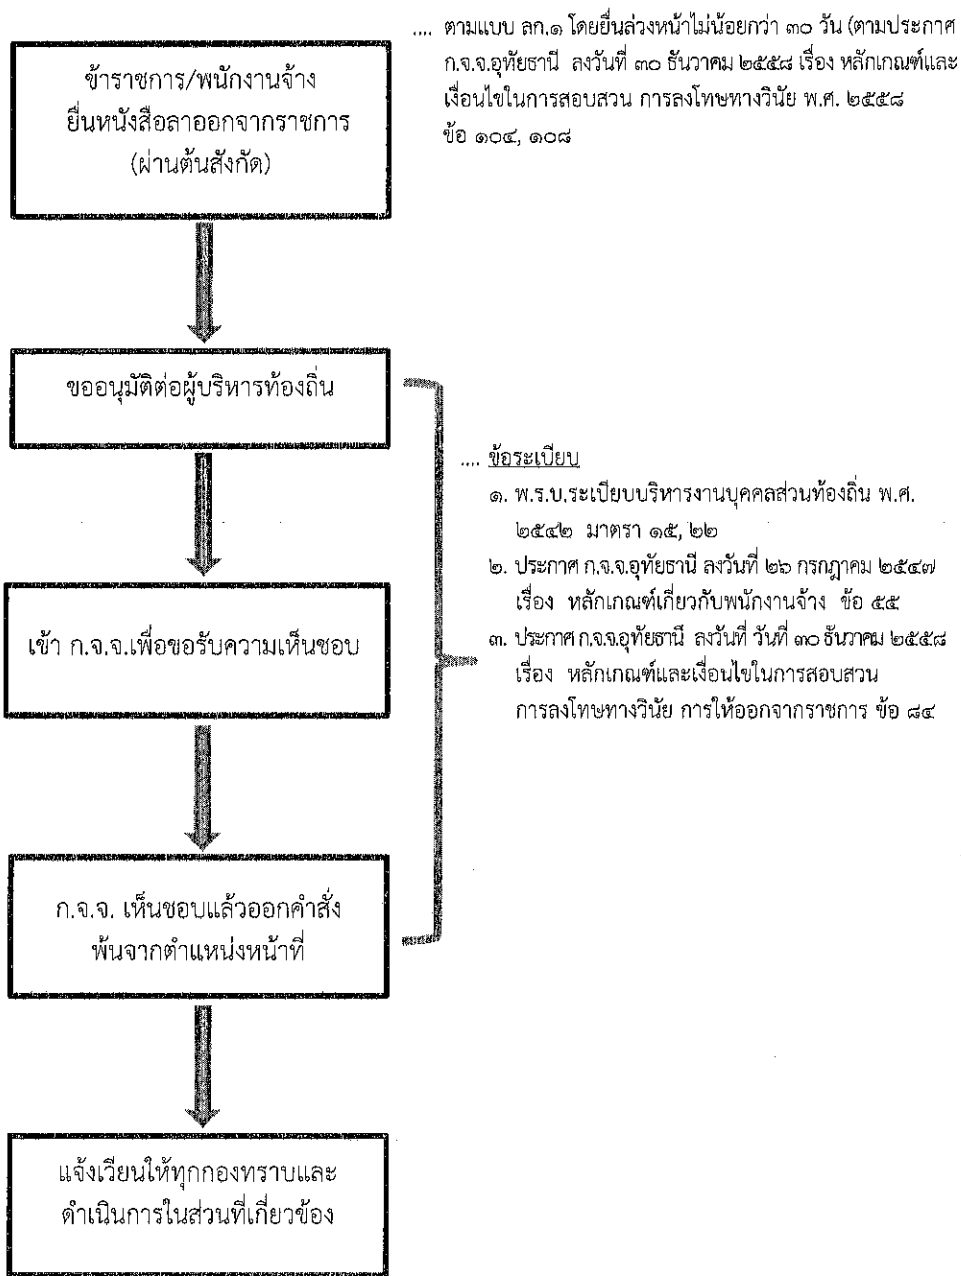 .... ตามแบบ ลก.๑ โดยยื่นล่วงหน้าไม่น้อยกว่า ๓๐ วัน (ตามประกาศ
ก.จ.จ.อุทัยธานี ลงวันที่ ๓๐ ธันวาคม ๒๕๕๘ เรื่อง หลักเกณฑ์และ
เงื่อนไขในการสอบสวน การลงโทษทางวินัย พ.ศ. ๒๕๕๘
ข้อ ๑๐๔, ๑๐๘
ข้าราชการ/พนักงานจ้าง
ยื่นหนังสือลาออกจากราชการ
(ผ่านต้นสังกัด)
ขออนุมัติต่อผู้บริหารท้องถิ่น
.... ข้อระเบียบ
๑. พ.ร.บ.ระเบียบบริหารงานบุคคลส่วนท้องถิ่น พ.ศ.
๒๕๔๒ มาตรา ๑๕, ๒๒
๒. ประกาศ ก.จ.จ.อุทัยธานี ลงวันที่ ๒๖ กรกฎาคม ๒๕๔๗
เรื่อง หลักเกณฑ์เกี่ยวกับพนักงานจ้าง ข้อ ๕๕
๓. ประกาศ ก.จ.จ.อุทัยธานี ลงวันที่ วันที่ ๓๐ ธันวาคม ๒๕๕๘
เรื่อง หลักเกณฑ์และเงื่อนไขในการสอบสวน
การลงโทษทางวินัย การให้ออกจากราชการ ข้อ ๘๔
เข้า ก.จ.จ.เพื่อขอรับความเห็นชอบ
ก.จ.จ. เห็นชอบแล้วออกคำสั่ง
พ้นจากตำแหน่งหน้าที่
แจ้งเวียนให้ทุกกองทราบและ
ดำเนินการในส่วนที่เกี่ยวข้อง